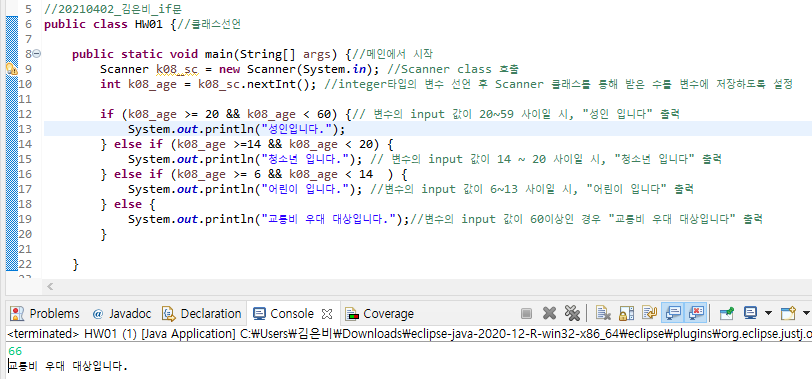 5 //20210402_김은비_if문
6 public class HW01 {//클래스선언
7
8 public static void main(String[] args) {//메인에서 시작
9 Scanner k08_sc = new Scanner(System.in); //Scanner class 호출
10 int k08_age = k08_sc.nextInt(); //integer타입의 변수 선언 후 Scanner 클래스를 통해 받은 수를 변수에 저장하도록 설정
11
12 if (k08_age >= 20 && k08_age < 60) {// 변수의 input 값이 20~59 사이일 시, "성인 입니다" 출력
13 System.out.println("성인입니다.");
14 } else if (k08_age >=14 && k08_age < 20) {
15 System.out.println("청소년 입니다."); // 변수의 input 값이 14 ~ 20 사이일 시, "청소년 입니다" 출력
16 } else if (k08_age >= 6 && k08_age < 14  ) {
17 System.out.println("어린이 입니다."); //변수의 input 값이 6~13 사이일 시, "어린이 입니다" 출력
18 } else {
19 System.out.println("교통비 우대 대상입니다.");//변수의 input 값이 60이상인 경우 "교통비 우대 대상입니다" 출력
20 }
21
22 }
23
Problems @ Javadoc Declaration Console Coverage
<terminated> HW01 (1) [Java Application] C:₩Users₩김은비₩Downloads₩eclipse-java-2020-12-R-win32-x86_64₩eclipse₩plugins₩org.eclipse.justj.o
66
교통비 우대 대상입니다.